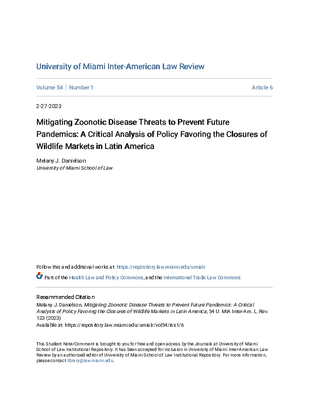 University of Miami Inter-American Law Review
Volume 54 | Number 1
Article 6
2-27-2023
Mitigating Zoonotic Disease Threats to Prevent Future
Pandemics: A Critical Analysis of Policy Favoring the Closures of
Wildlife Markets in Latin America
Melany J. Danielson
University of Miami School of Law
Follow this and additional works at: https://repository.law.miami.edu/umialr
Part of the Health Law and Policy Commons, and the International Trade Law Commons
Recommended Citation
Melany J. Danielson, Mitigating Zoonotic Disease Threats to Prevent Future Pandemics: A Critical
Analysis of Policy Favoring the Closures of Wildlife Markets in Latin America, 54 U. MIA Inter-Am. L. Rev.
123 (2023)
Available at: https://repository.law.miami.edu/umialr/vol54/iss1/6
This Student Note/Comment is brought to you for free and open access by the Journals at University of Miami
School of Law Institutional Repository. It has been accepted for inclusion in University of Miami Inter-American Law
Review by an authorized editor of University of Miami School of Law Institutional Repository. For more information,
please contact library@law.miami.edu.